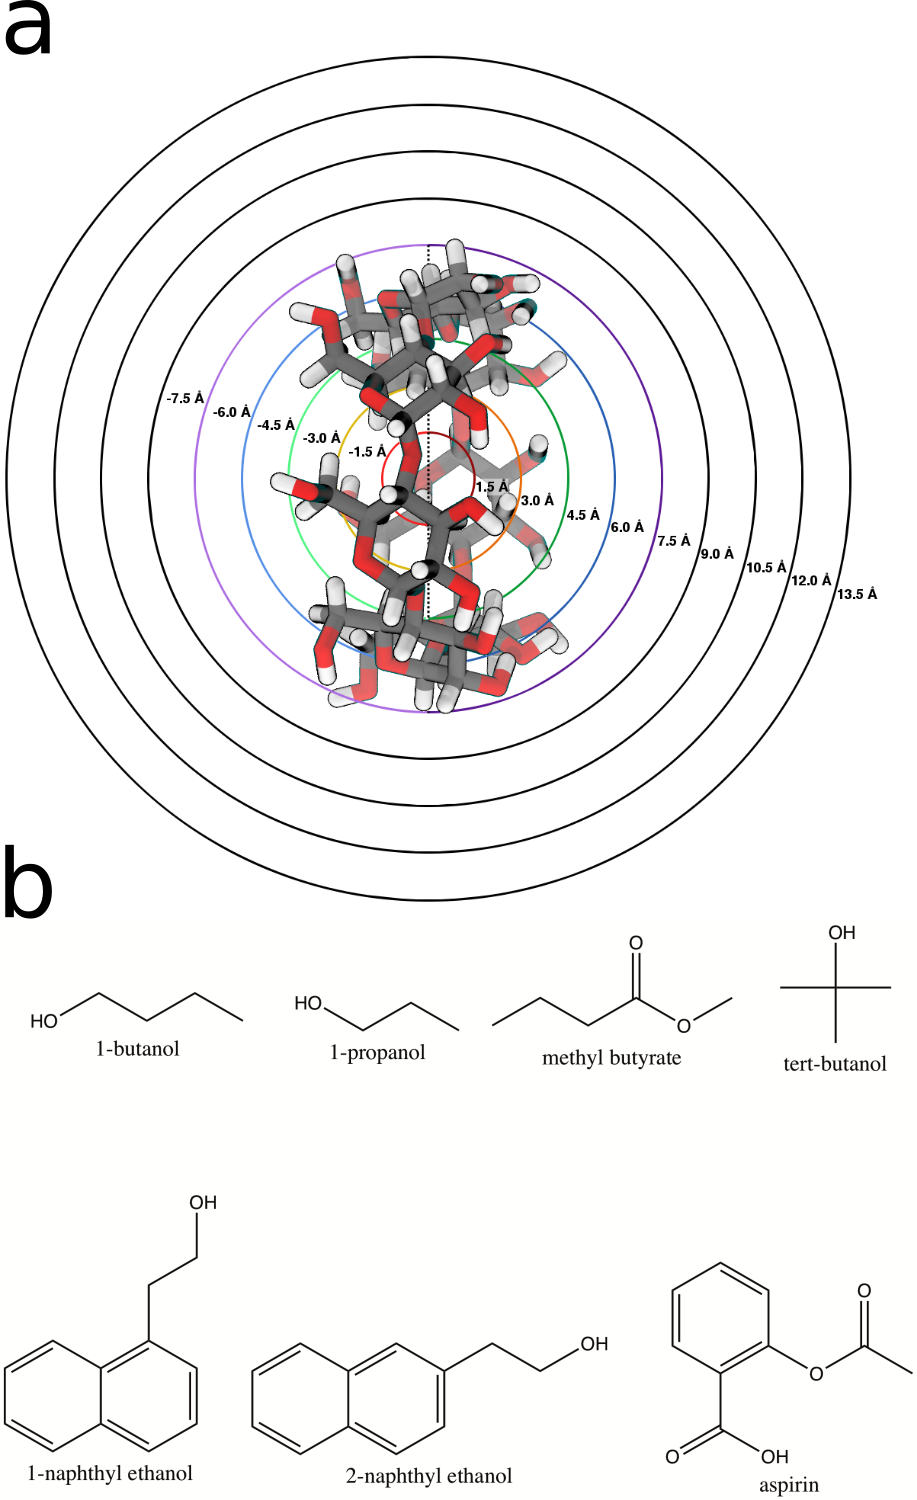 a
-7.5 Å
-6.0 Å
-4.5 Å
-3.0 Å
-1.5 Å
1.5 Å
3.0 Å
4.5 Å
6.0 Å
7.5 Å
9.0 Å
10.5 Å
12.0 Å
13.5 Å
b
HO
1-butanol
HO
1-propanol
O
O
methyl butyrate
OH
tert-butanol
OH
1-naphthyl ethanol
OH
2-naphthyl ethanol
O
O
O
OH
aspirin